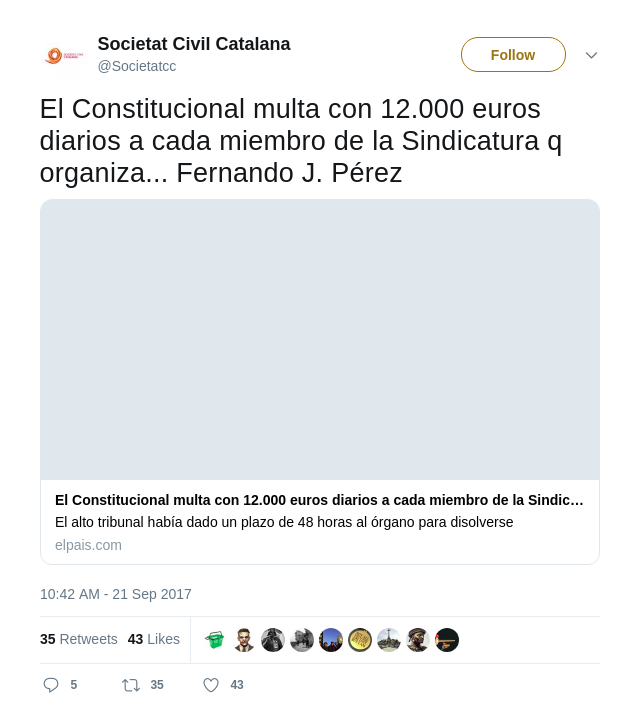 Societat Civil Catalana
@Societatcc
Follow
El Constitucional multa con 12.000 euros
diarios a cada miembro de la Sindicatura q
organiza... Fernando J. Pérez
El Constitucional multa con 12.000 euros diarios a cada miembro de la Sindic…
El alto tribunal había dado un plazo de 48 horas al órgano para disolverse
elpais.com
10:42 AM - 21 Sep 2017
35 Retweets 43 Likes
5 35 43